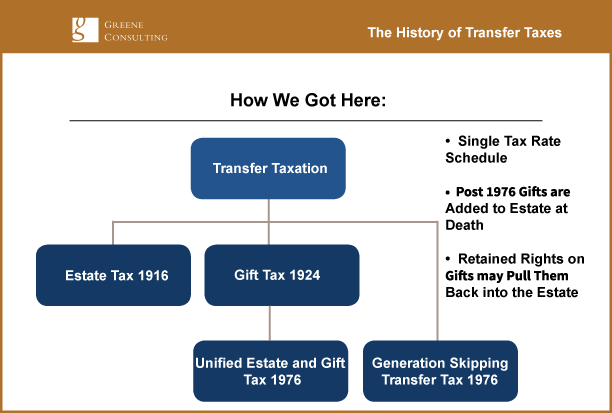 GREENE
CONSULTING
The History of Transfer Taxes
How We Got Here:
Transfer Taxation
Estate Tax 1916
Gift Tax 1924
Unified Estate and Gift
Tax 1976
Generation Skipping
Transfer Tax 1976
• Single Tax Rate
Schedule
• Post 1976 Gifts are
Added to Estate at
Death
• Retained Rights on
Gifts may Pull Them
Back into the Estate